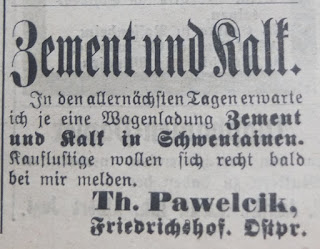 Zement und Kalk.
In den allernächsten Tagen erwarte
ich je eine Wagenladung Zement
und Kalk in Schwentainen.
Kauflustige wollen sich recht bald
bei mir melden.
Th. Pawelcik,
Friedrichshof. Ostpr.